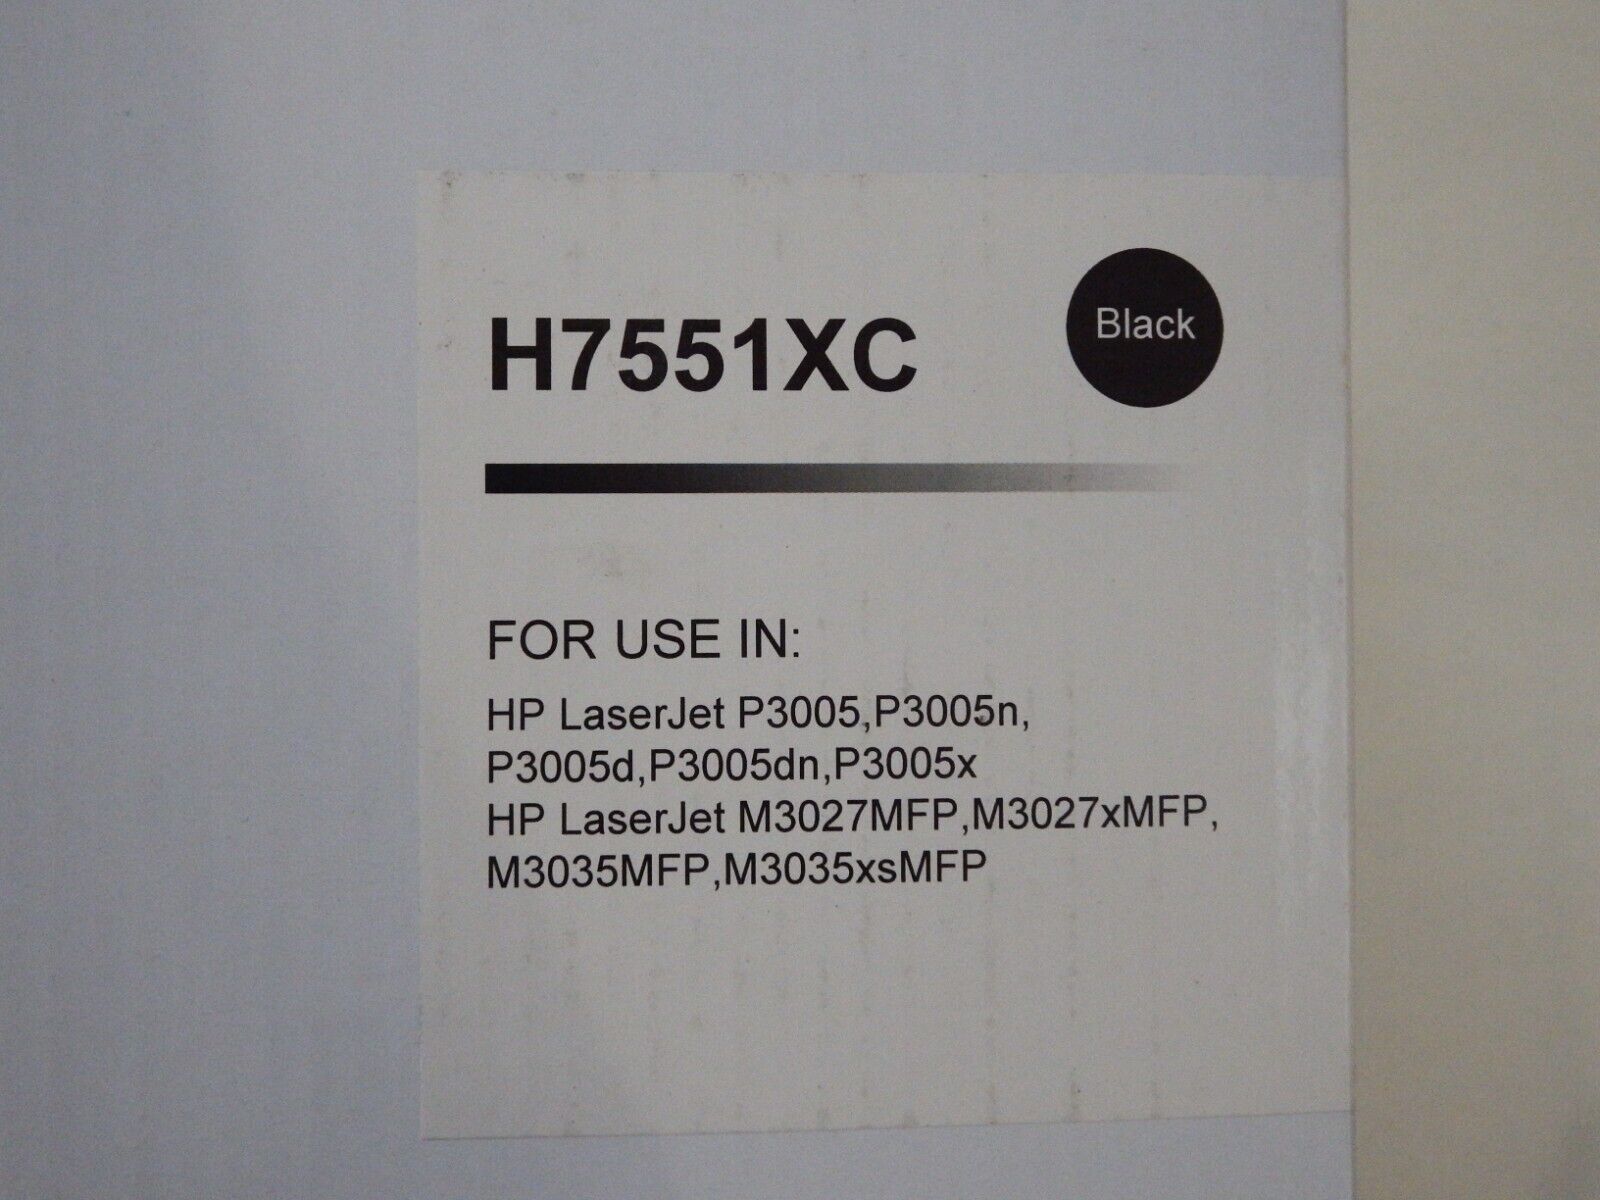 H7551XC
Black
FOR USE IN:
HP LaserJet P3005,P3005n,
P3005d,P3005dn,P3005x
HP LaserJet M3027MFP,M3027xMFP,
M3035MFP,M3035xsMFP